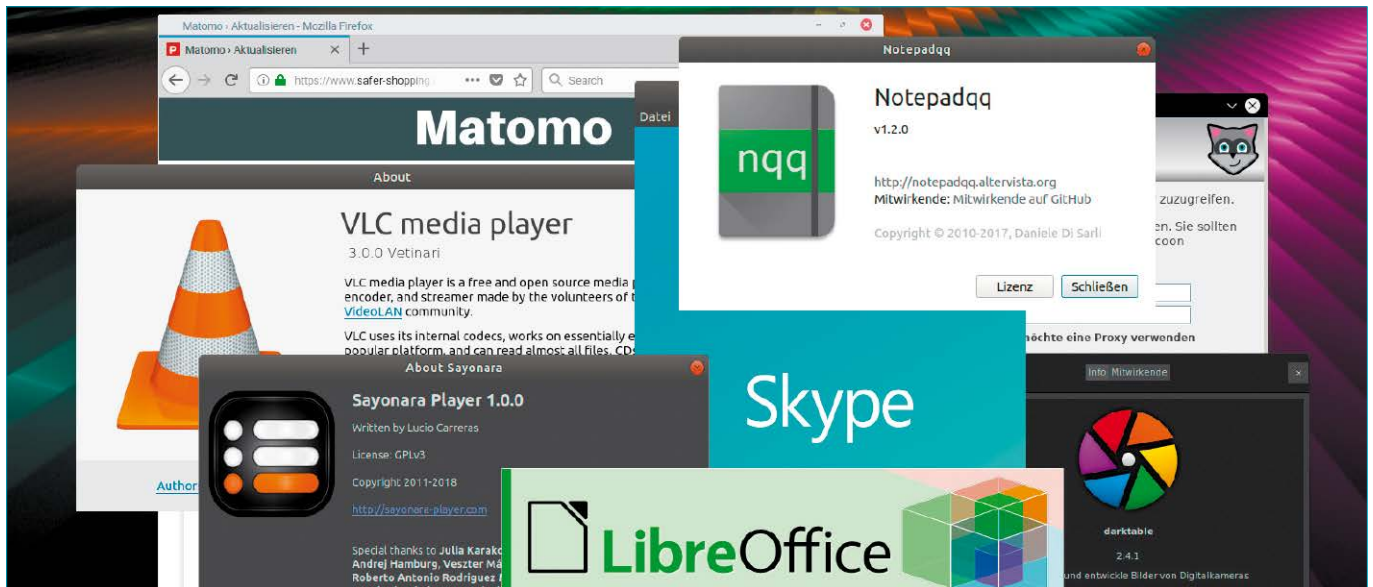 Matomo › Aktualisieren - Mozilla Firefox
Matomo › Aktualisieren
https://www.safer-shopping
Search
Matomo
Datei
Notepadqq
Notepadqq
v1.2.0
nqq
http://notepadqq.altervista.org
Mitwirkende: Mitwirkende auf GitHub
Copyright © 2010-2017, Daniele Di Sarli
Lizenz
Schließen
zuzugreifen.
en. Sie sollten
coon
möchte eine Proxy verwenden
About
VLC media player
3.0.0 Vetinari
VLC media player is a free and open source media
encoder, and streamer made by the volunteers of
VideoLAN community.
VLC uses its internal codecs, works on essentially
popular platform, and can read almost all files, CDs
Author
About Sayonara
Sayonara Player 1.0.0
Written by Lucio Carreras
License: GPLv3
Copyright 2011-2018
http://sayonara-player.com
Special thanks to Julia Karako
Andrej Hamburg, Veszter Má
Roberto Antonio Rodriguez
Skype
LibreOffice
Info Mitwirkende
darktable
2.4.1
und entwickle Bilder von Digitalkameras